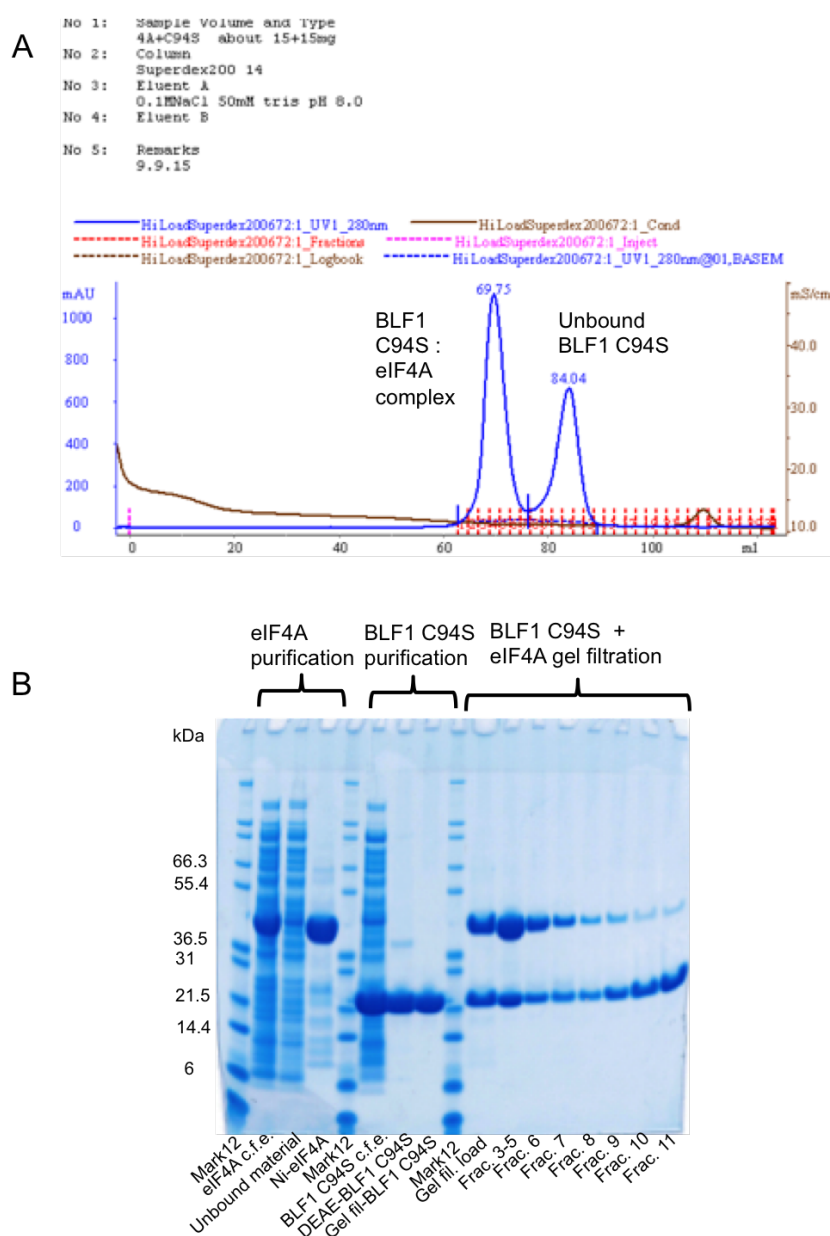 A
No 1: Sample Volume and Type
4A+C94S about 15+15mg
No 2: Column
Superdex200 14
No 3: Eluent A
0.1MNaCl 50mM tris pH 8.0
No 4: Eluent B
No 5: Remarks
9.9.15
HiLoadSuperdex200672:1_UV1_280nm HiLoadSuperdex200672:1_Cond
HiLoadSuperdex200672:1_Fractions HiLoadSuperdex200672:1_Inject
HiLoadSuperdex200672:1_Logbook HiLoadSuperdex200672:1_UV1_280nm@01,BASEM
mAU
1000
800
600
400
200
0
69.75
84.04
BLF1
C94S :
eIF4A
complex
Unbound
BLF1 C94S
mS/cm
40.0
30.0
20.0
10.0
0 20 40 60 80 100 ml
B
eIF4A
purification
BLF1 C94S
purification
BLF1 C94S +
eIF4A gel filtration
kDa
66.3
55.4
36.5
31
21.5
14.4
6
Mark12
eIF4A c.f.e.
Unbound material
Ni-eIF4A
Mark12
BLF1 C94S c.f.e.
DEAE-BLF1 C94S
Gel fil-BLF1 C94S
Mark12
Gel fil. load
Frac. 3-5
Frac. 6
Frac. 7
Frac. 8
Frac. 9
Frac. 10
Frac. 11